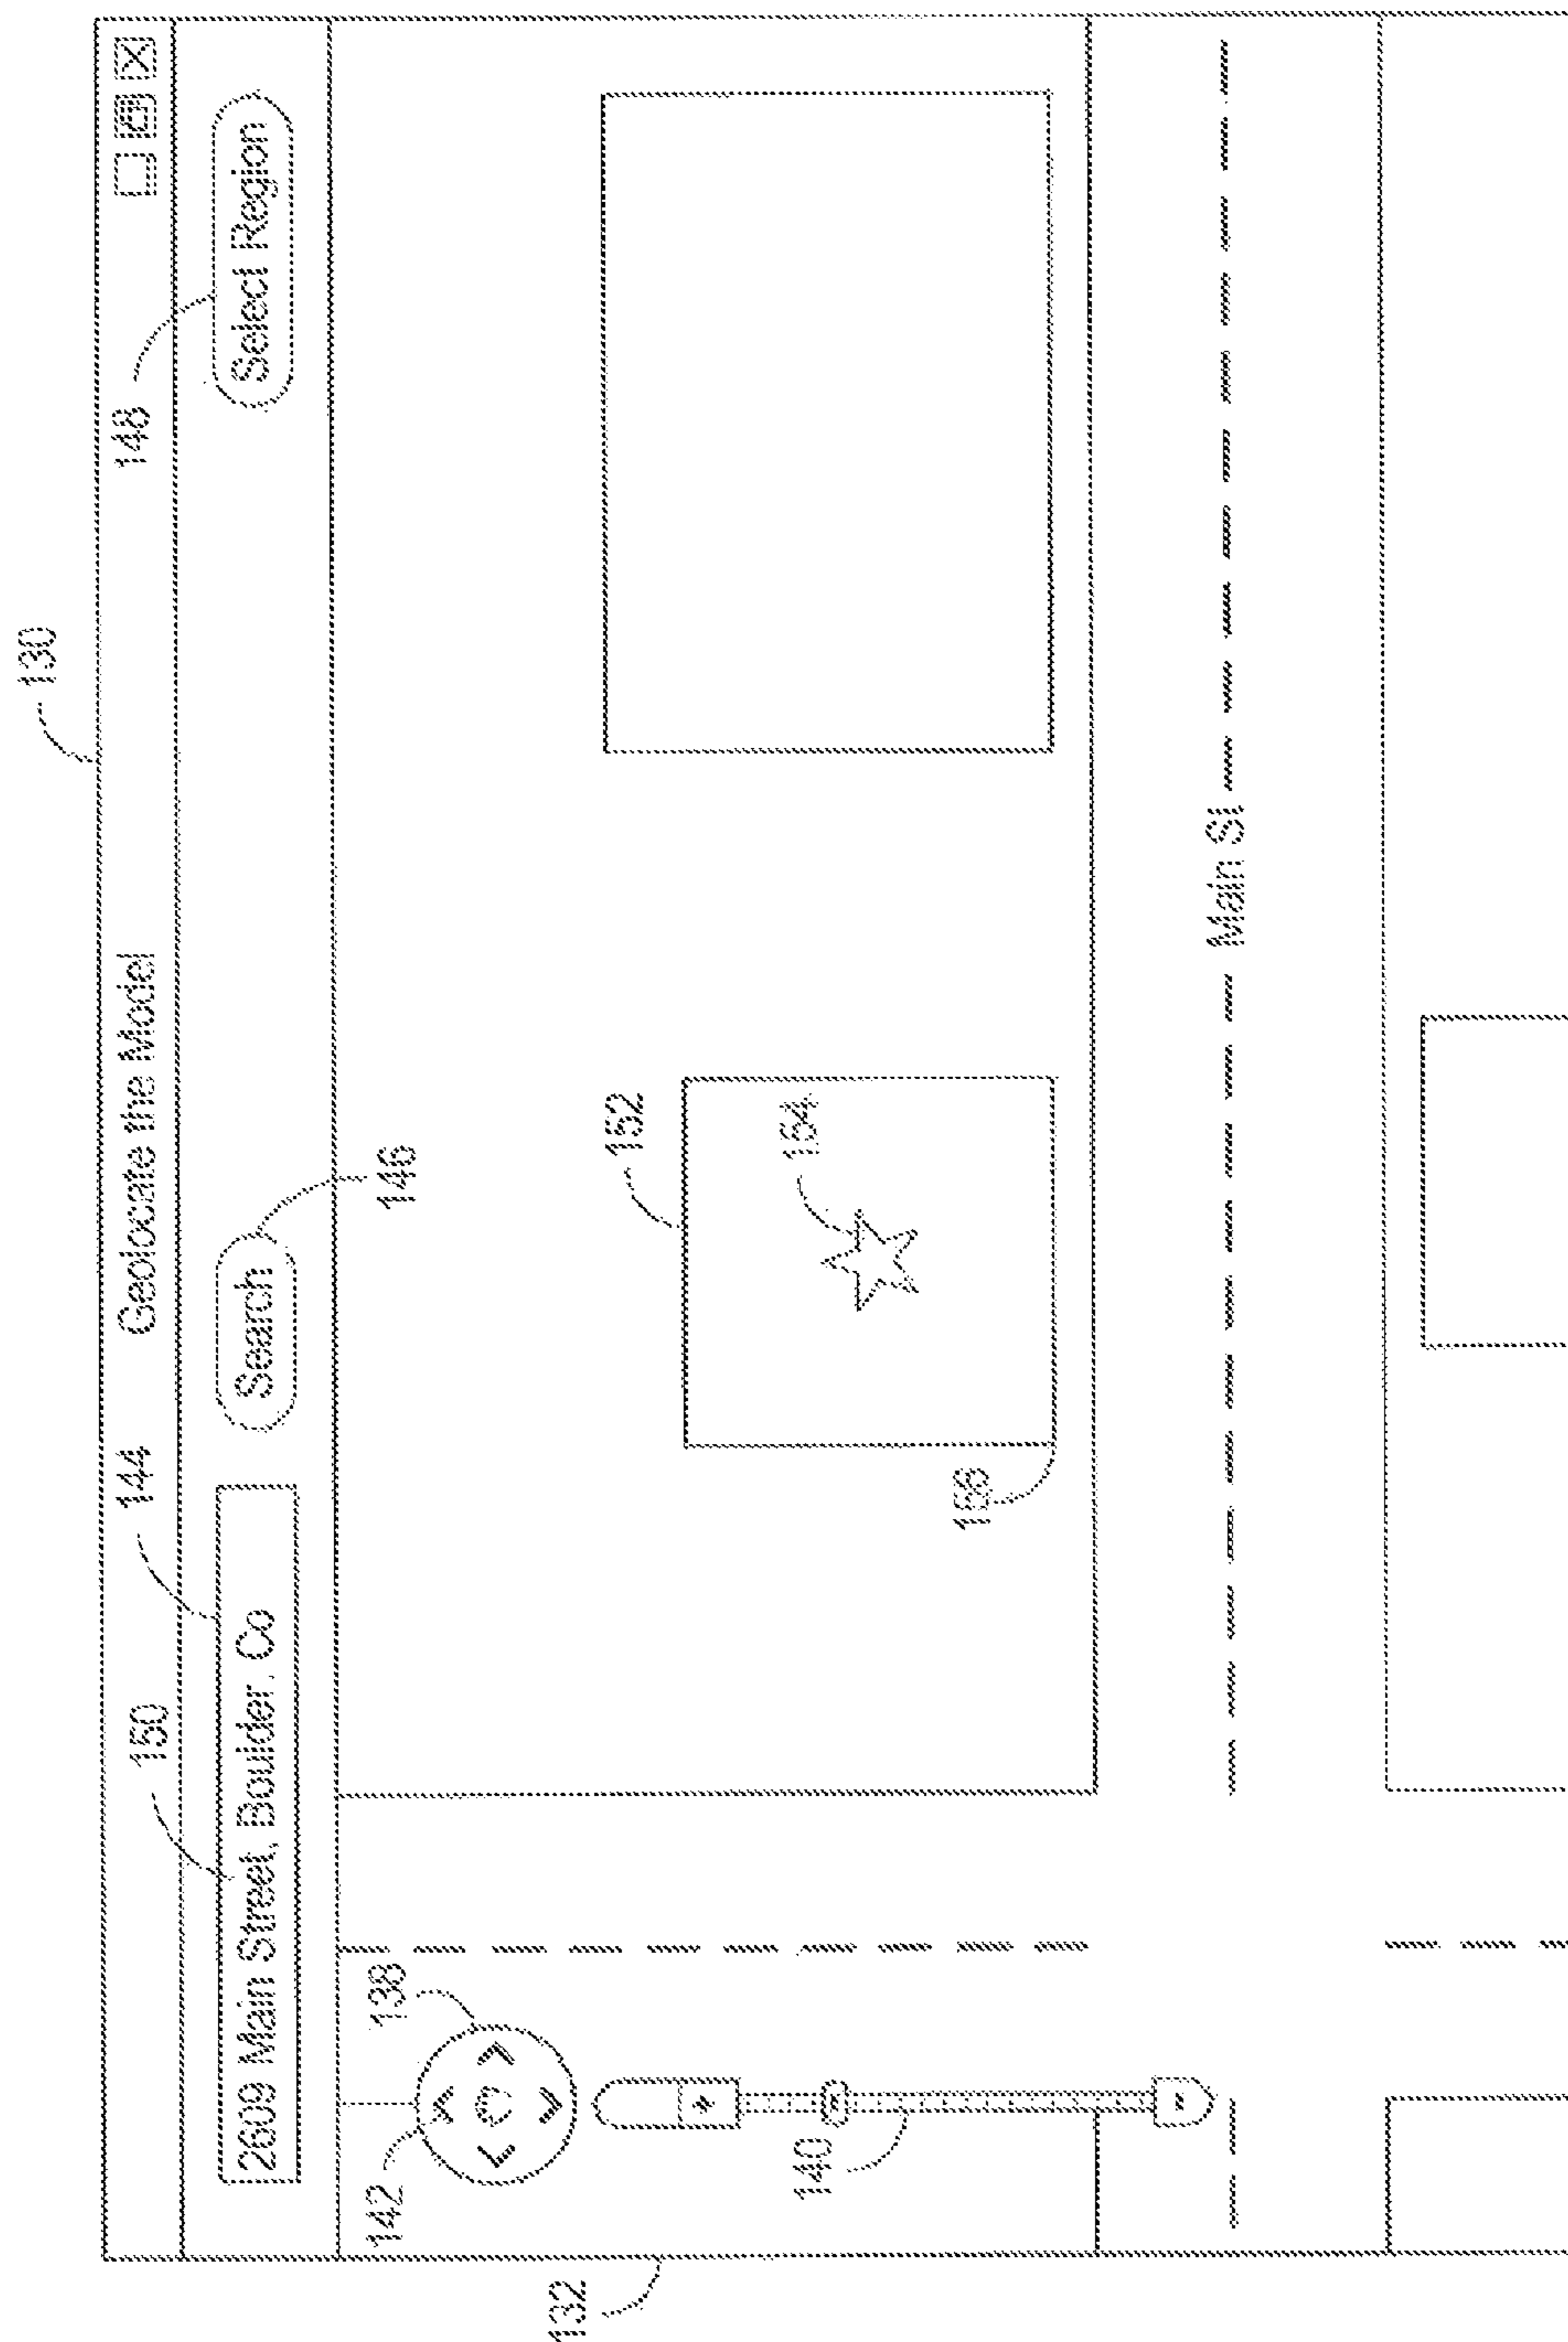 130
Geolocate the Model
148
150
144
2609 Main Street, Boulder, Co
Search
Select Region
146
142
138
152
154
132
140
Main St.